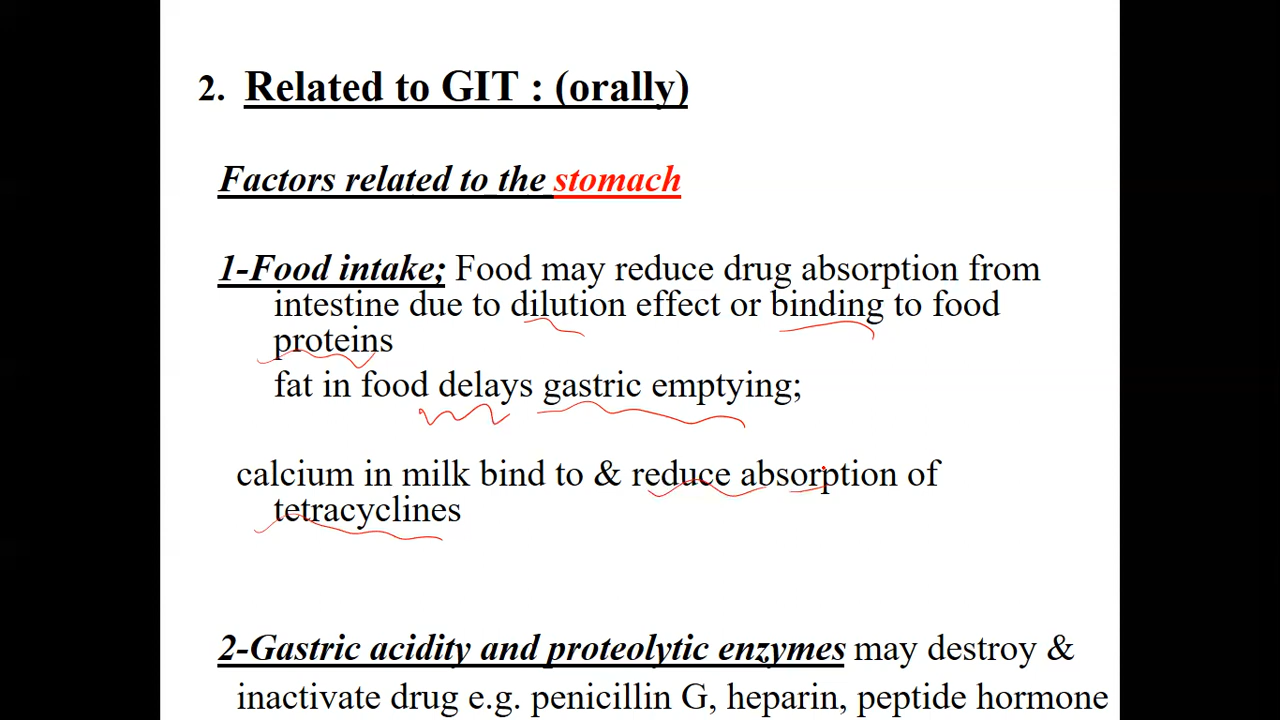 2. Related to GIT : (orally)
Factors related to the stomach
1-Food intake; Food may reduce drug absorption from
intestine due to dilution effect or binding to food
proteins
fat in food delays gastric emptying;
calcium in milk bind to & reduce absorption of
tetracyclines
2-Gastric acidity and proteolytic enzymes may destroy &
inactivate drug e.g. penicillin G, heparin, peptide hormone